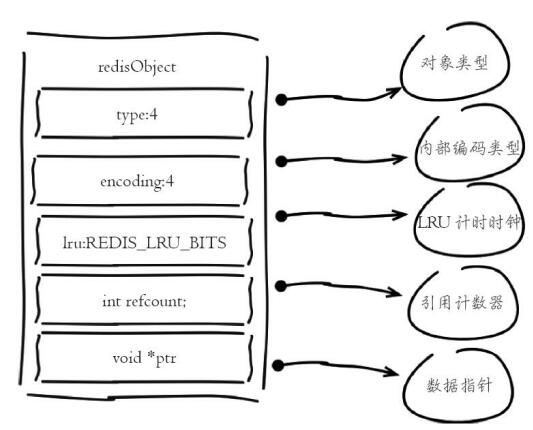 redisObject
对象类型
type:4
内部编码类型
encoding:4
LRU 计时时钟
lru:REDIS_LRU_BITS
int refcount;
引用计数器
void *ptr
数据指针